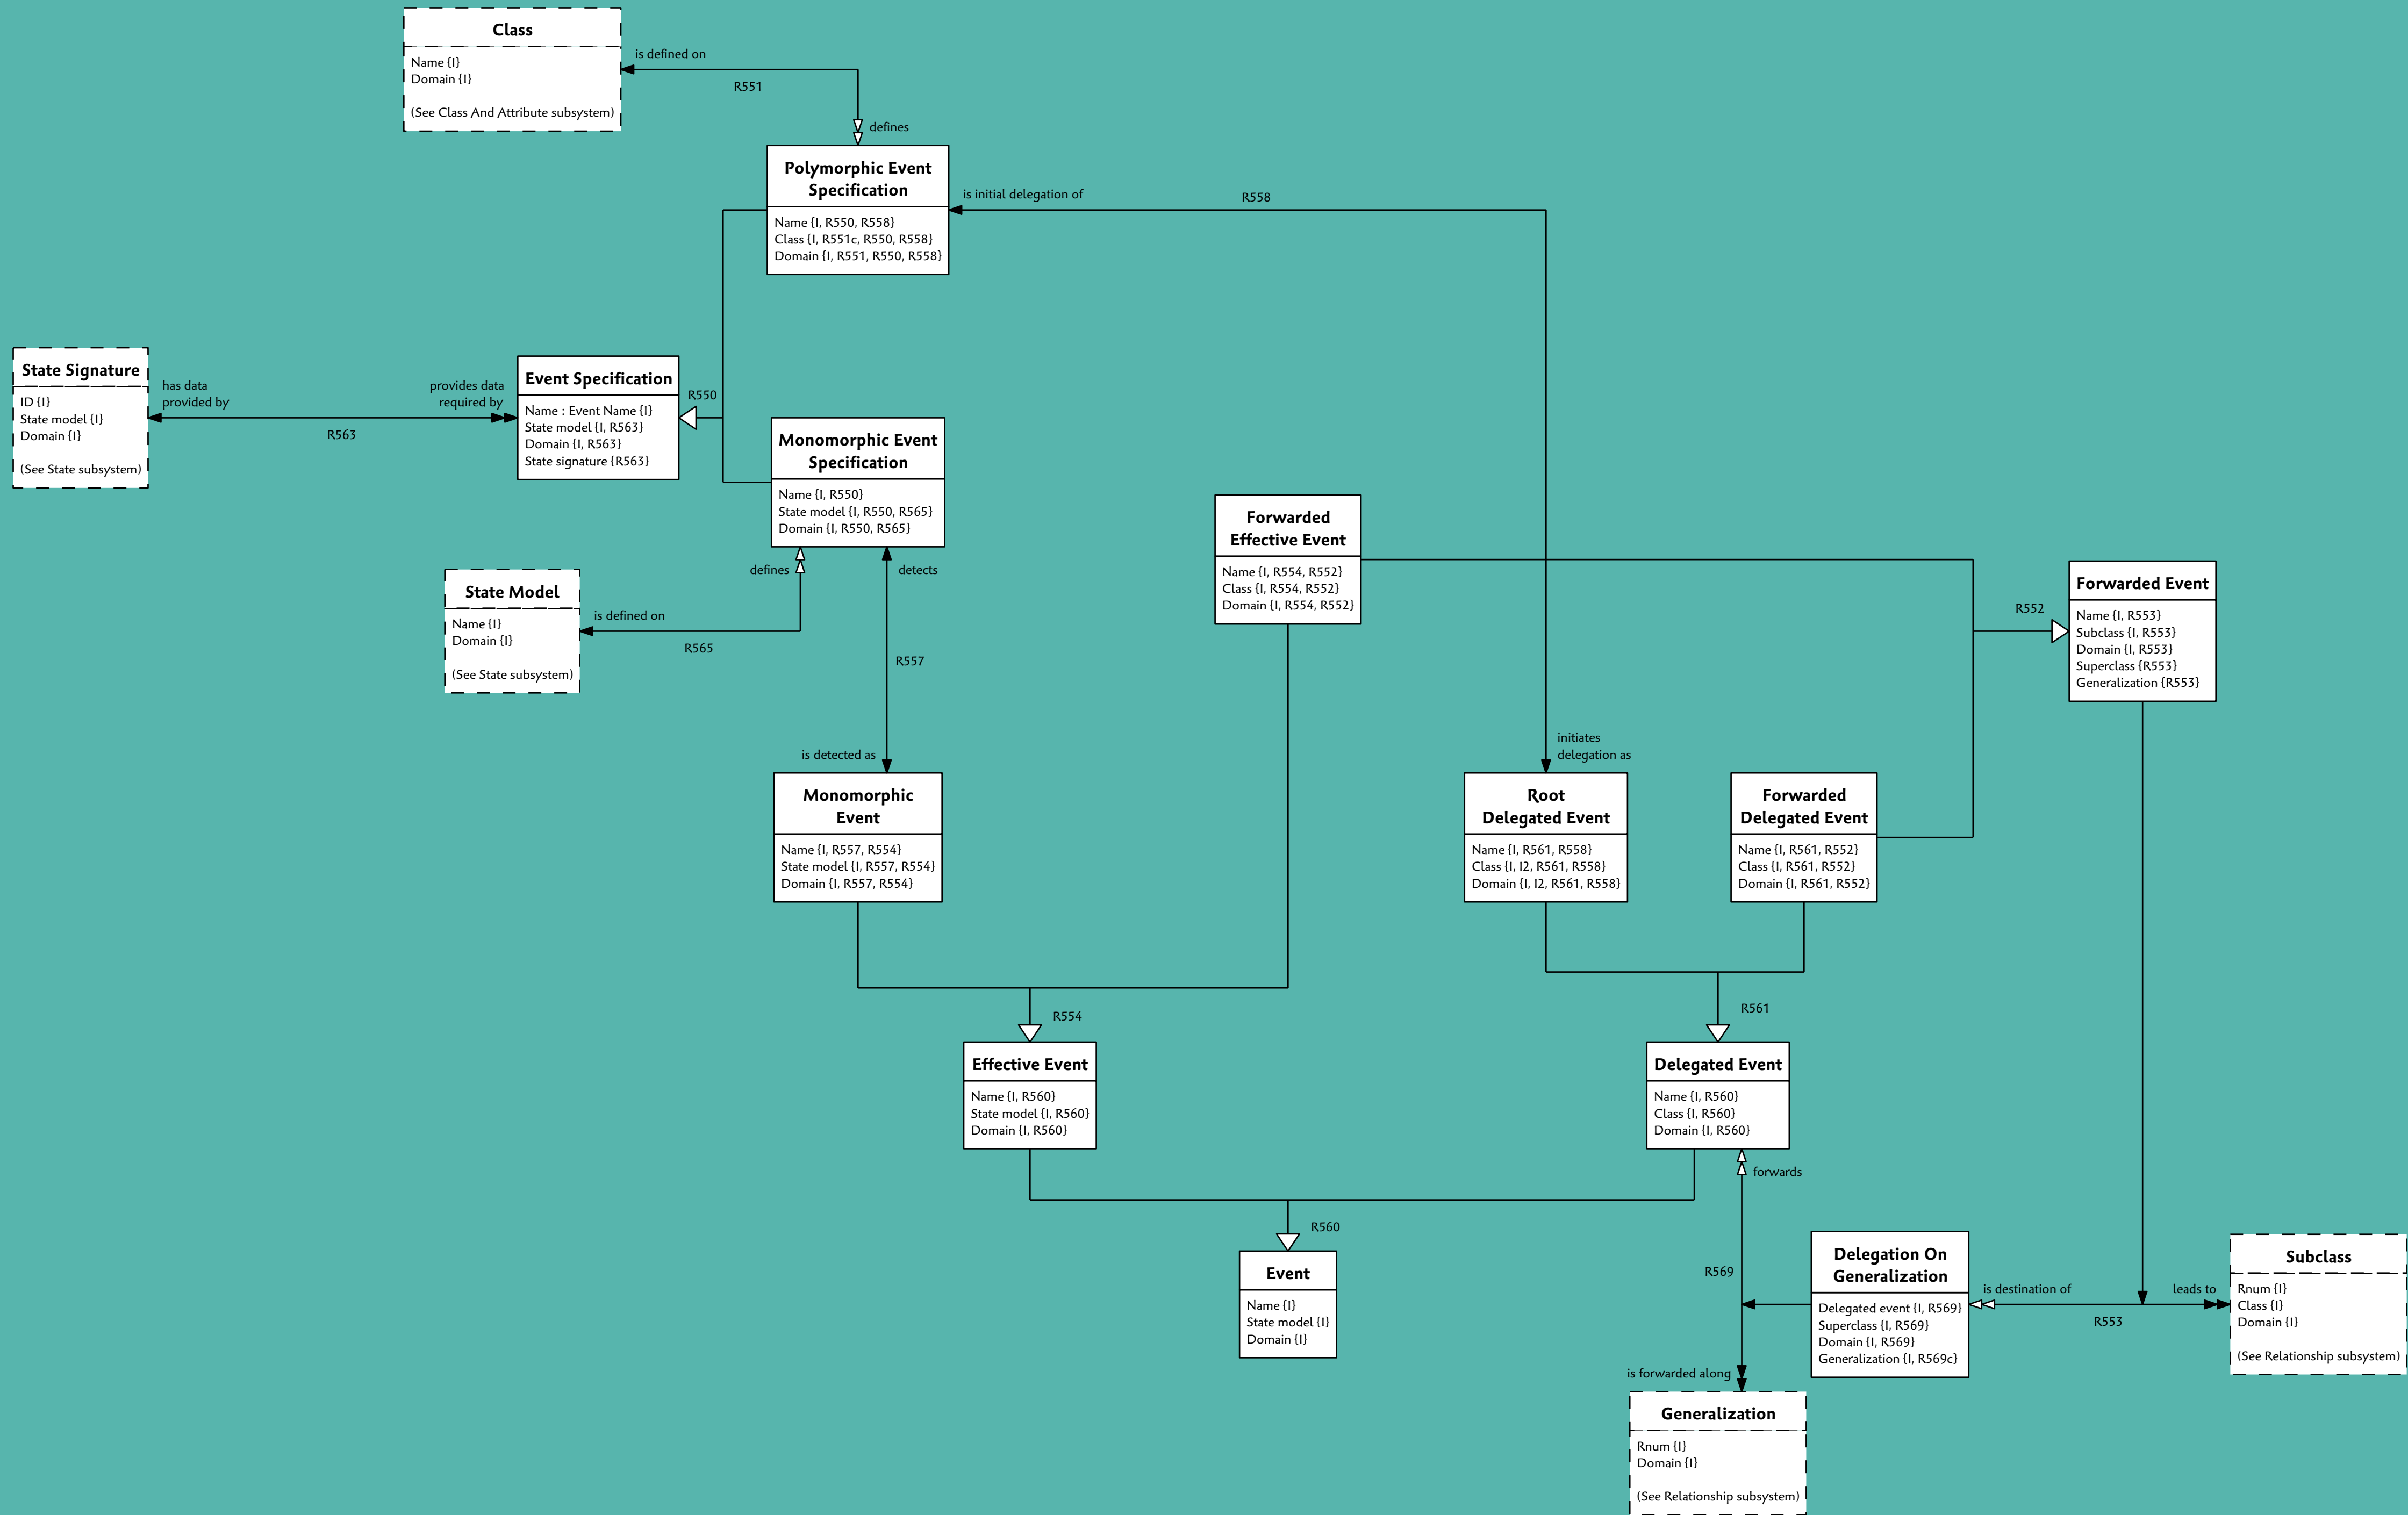 Class
Name {I}
Domain {I}
(See Class And Attribute subsystem)
is defined on
R551
defines
Polymorphic Event
Specification
Name {I, R550, R558}
Class {I, R551c, R550, R558}
Domain {I, R551, R550, R558}
is initial delegation of
R558
State Signature
ID {I}
State model {I}
Domain {I}
(See State subsystem)
has data
provided by
provides data
required by
R563
Event Specification
Name : Event Name {I}
State model {I, R563}
Domain {I, R563}
State signature {R563}
R550
Monomorphic Event
Specification
Name {I, R550}
State model {I, R550, R565}
Domain {I, R550, R565}
defines
detects
State Model
Name {I}
Domain {I}
(See State subsystem)
is defined on
R565
R557
is detected as
Forwarded
Effective Event
Name {I, R554, R552}
Class {I, R554, R552}
Domain {I, R554, R552}
R552
Forwarded Event
Name {I, R553}
Subclass {I, R553}
Domain {I, R553}
Superclass {R553}
Generalization {R553}
initiates
delegation as
Monomorphic
Event
Name {I, R557, R554}
State model {I, R557, R554}
Domain {I, R557, R554}
Root
Delegated Event
Name {I, R561, R558}
Class {I, I2, R561, R558}
Domain {I, I2, R561, R558}
Forwarded
Delegated Event
Name {I, R561, R552}
Class {I, R561, R552}
Domain {I, R561, R552}
R554
R561
Effective Event
Name {I, R560}
State model {I, R560}
Domain {I, R560}
Delegated Event
Name {I, R560}
Class {I, R560}
Domain {I, R560}
forwards
R560
Event
Name {I}
State model {I}
Domain {I}
R569
Delegation On
Generalization
Delegated event {I, R569}
Superclass {I, R569}
Domain {I, R569}
Generalization {I, R569c}
is destination of
leads to
R553
Subclass
Rnum {I}
Class {I}
Domain {I}
(See Relationship subsystem)
is forwarded along
Generalization
Rnum {I}
Domain {I}
(See Relationship subsystem)